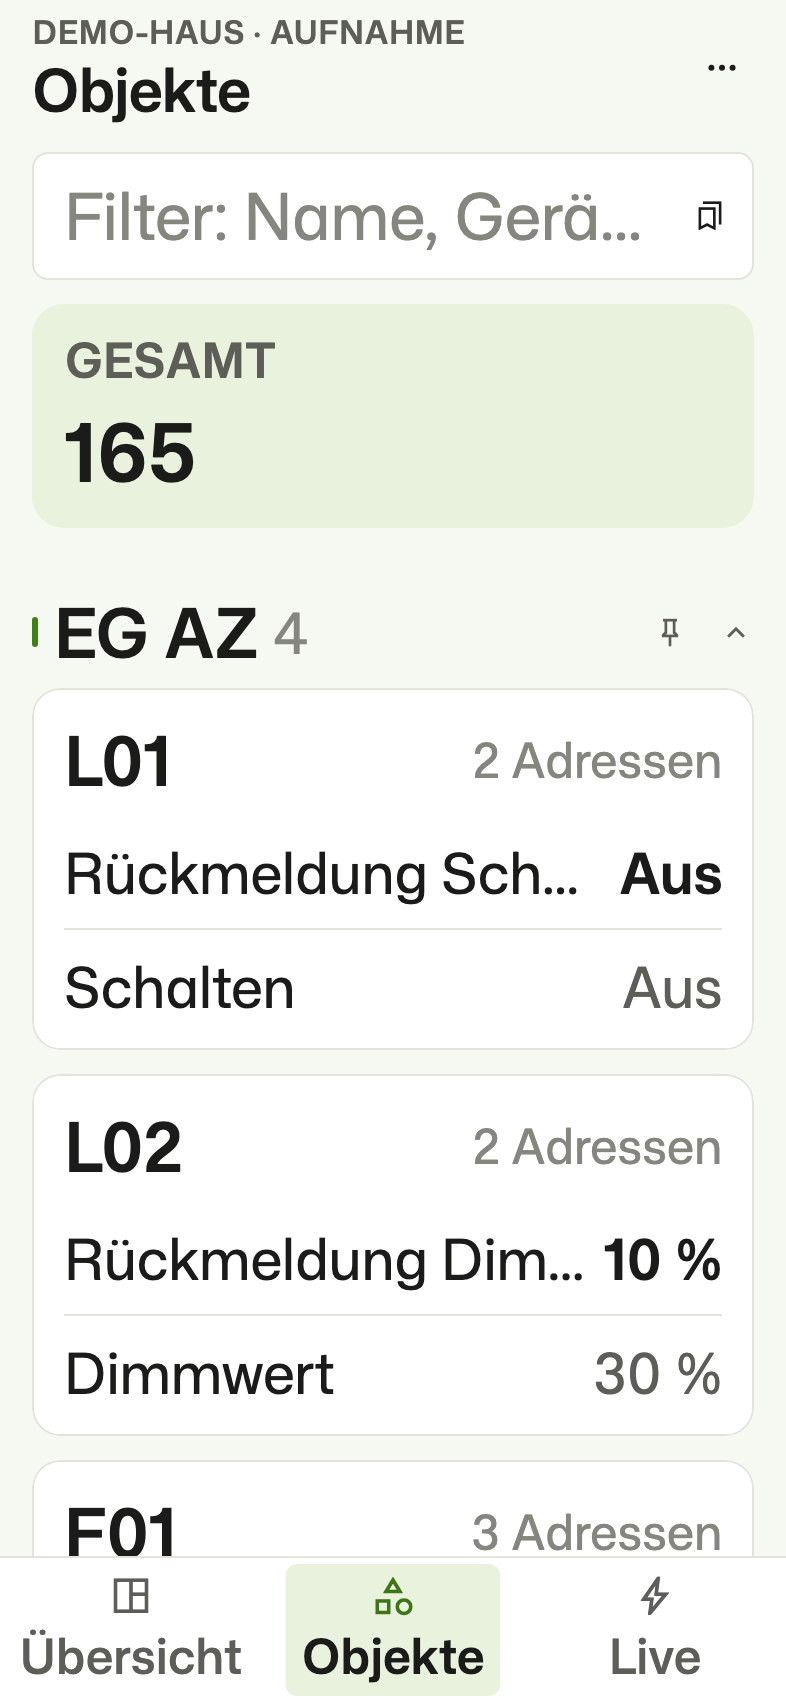 DEMO-HAUS · AUFNAHME
Objekte
Filter: Name, Gerä...
GESAMT
165
EG AZ 4
L01 2 Adressen
Rückmeldung Sch... Aus
Schalten Aus
L02 2 Adressen
Rückmeldung Dim... 10 %
Dimmwert 30 %
F01 3 Adressen
Übersicht Objekte Live